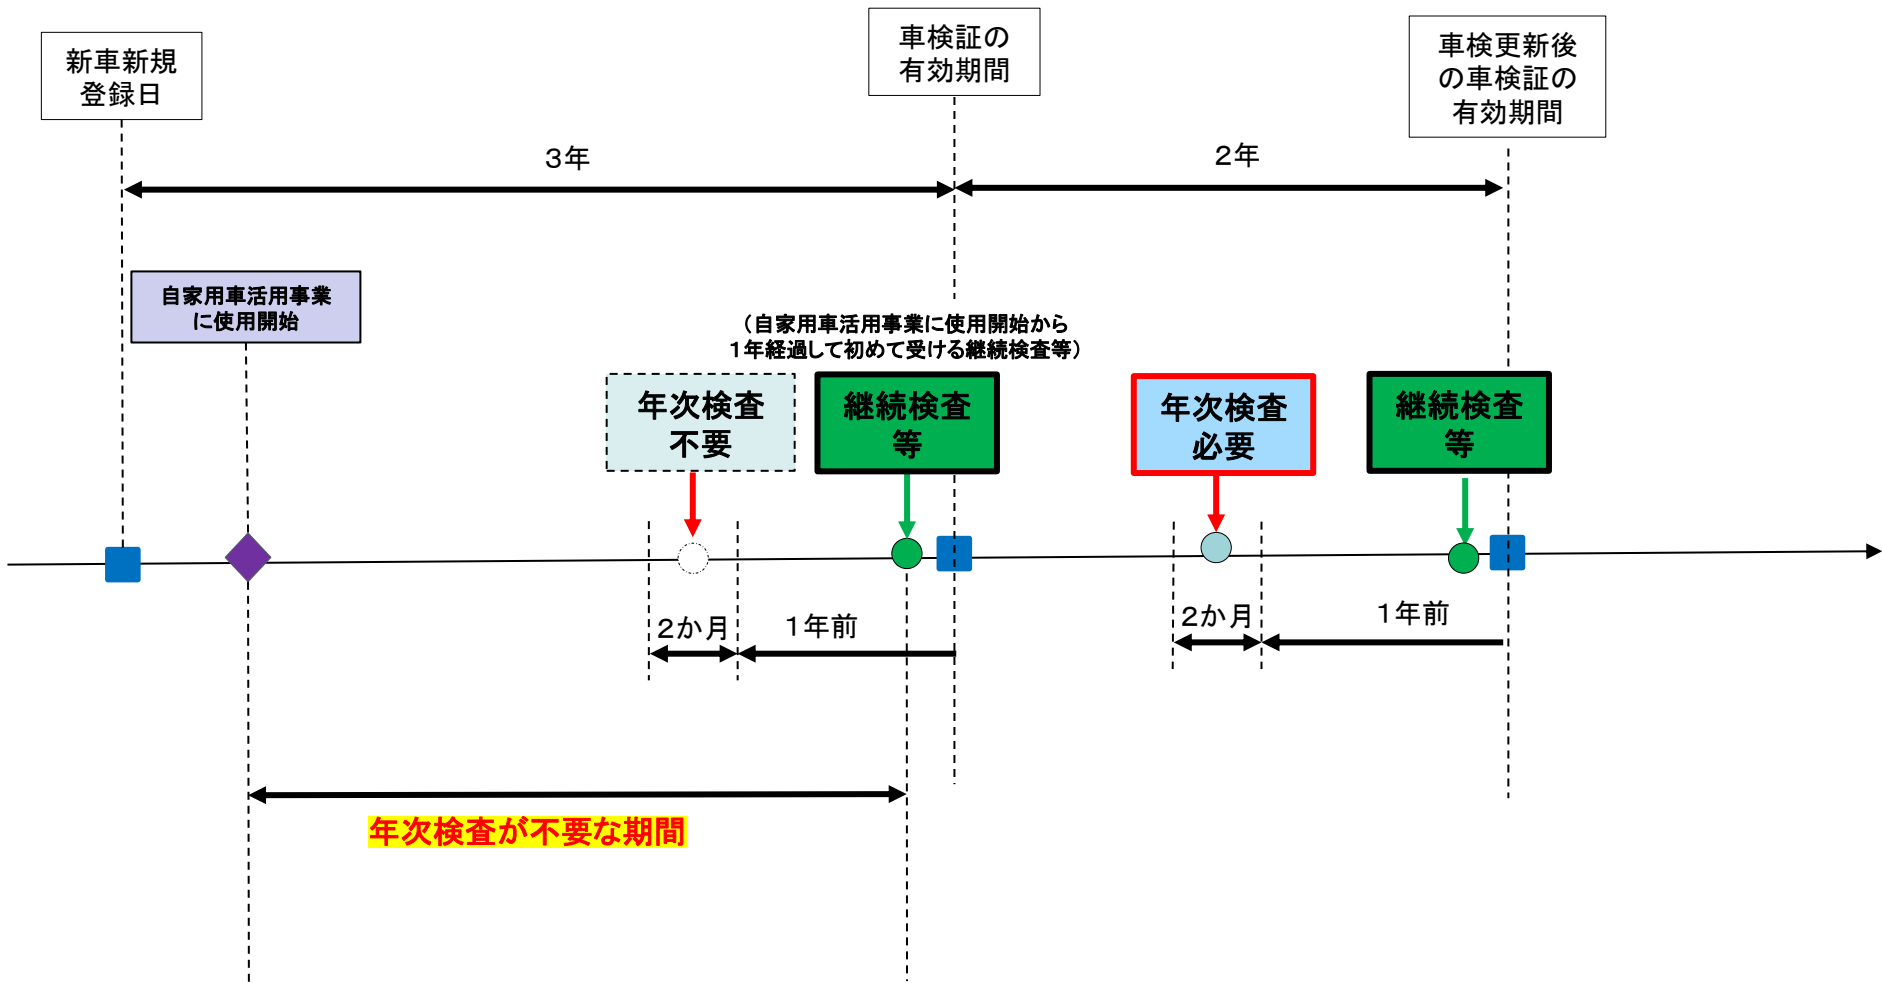 新車新規
登録日
車検証の
有効期間
車検更新後
の車検証の
有効期間
３年
２年
自家用車活用事業
に使用開始
（自家用車活用事業に使用開始から
１年経過して初めて受ける継続検査等）
年次検査
不要
継続検査
等
年次検査
必要
継続検査
等
２か月
１年前
２か月
１年前
年次検査が不要な期間